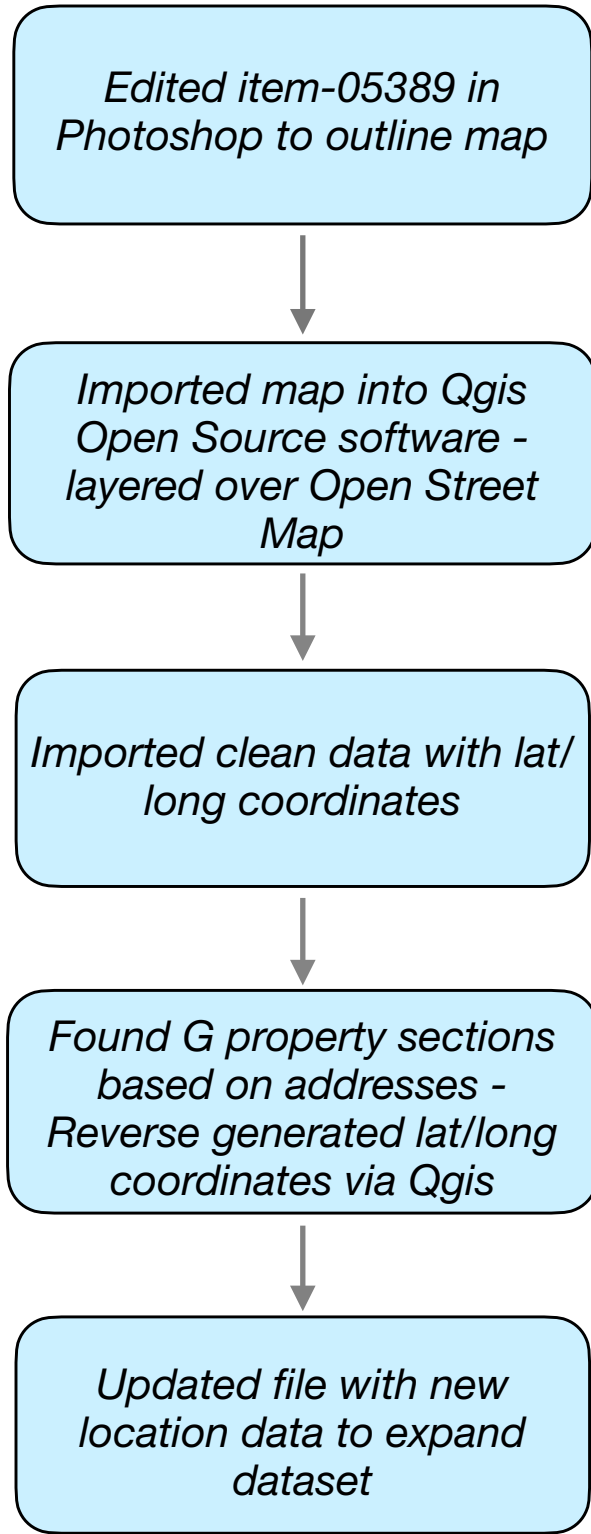 Edited item-05389 in
Photoshop to outline map
Imported map into Qgis
Open Source software -
layered over Open Street
Map
Imported clean data with lat/
long coordinates
Found G property sections
based on addresses -
Reverse generated lat/long
coordinates via Qgis
Updated file with new
location data to expand
dataset